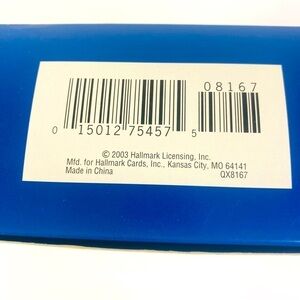 08167
0 15012 75457 5
© 2003 Hallmark Licensing, Inc.
Mfd. for Hallmark Cards, Inc., Kansas City, MO 64141
Made in China QX8167